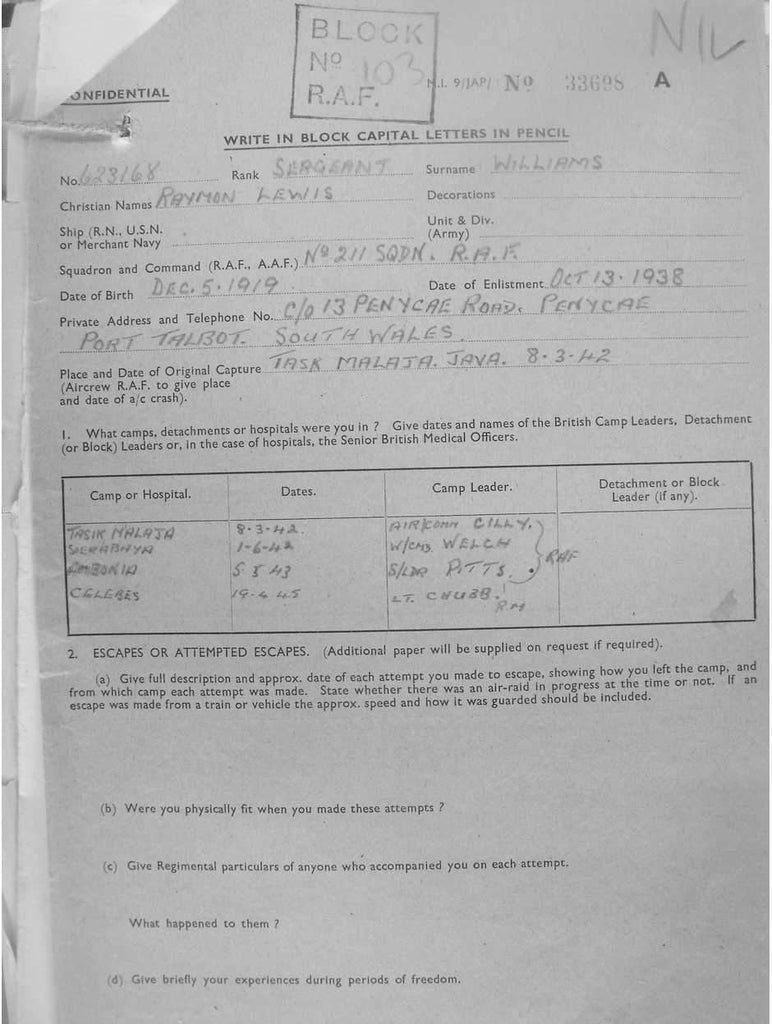 BLOCK
Nº 103
R.A.F.
NIL
ONFIDENTIAL
M.I. 9/JAP/ Nº 33698 A
WRITE IN BLOCK CAPITAL LETTERS IN PENCIL
No. 623168 Rank SERGEANT Surname WILLIAMS
Christian Names RAYMON LEWIS Decorations
Ship (R.N., U.S.N. or Merchant Navy
Unit & Div. (Army)
Squadron and Command (R.A.F., A.A.F.) Nº 211 SQDN. R.A.F.
Date of Birth DEC. 5. 1919 Date of Enlistment OCT 13. 1938
Private Address and Telephone No. C/O 13 PENYCAE ROAD. PENYCAE
PORT TALBOT. SOUTH WALES.
Place and Date of Original Capture TASK MALAJA. JAVA. 8.3.42
(Aircrew R.A.F. to give place
and date of a/c crash).
1. What camps, detachments or hospitals were you in ? Give dates and names of the British Camp Leaders, Detachment
(or Block) Leaders or, in the case of hospitals, the Senior British Medical Officers.
Camp or Hospital. Dates. Camp Leader. Detachment or Block Leader (if any).
TASIK MALAJA 8-3-42. AIR/COMM CILLY.
SOERABAYA 1-6-42 W/CMD WELCH
5 5 43 S/LDR PITTS. RAF
CELEBES 19-4 45 LT. CHUBB. RM
2. ESCAPES OR ATTEMPTED ESCAPES. (Additional paper will be supplied on request if required).
(a) Give full description and approx. date of each attempt you made to escape, showing how you left the camp, and
from which camp each attempt was made. State whether there was an air-raid in progress at the time or not. If an
escape was made from a train or vehicle the approx. speed and how it was guarded should be included.
(b) Were you physically fit when you made these attempts ?
(c) Give Regimental particulars of anyone who accompanied you on each attempt.
What happened to them ?
(d) Give briefly your experiences during periods of freedom.